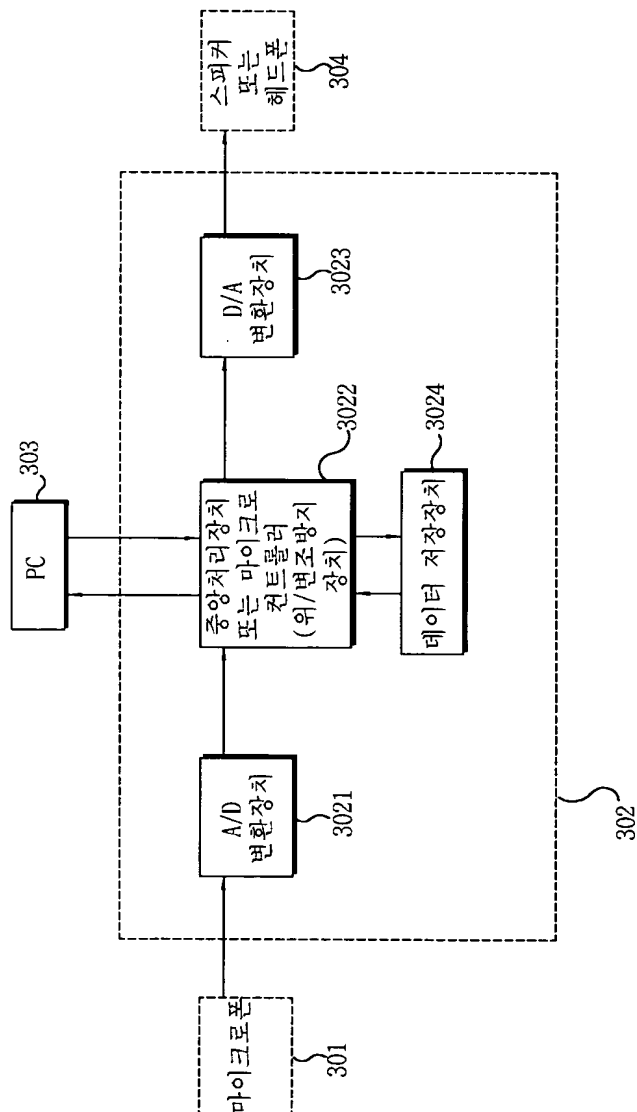 PC
303
마이크로폰
301
A/D
변환장치
3021
중앙처리장치
또는 마이크로
컨트롤러
(위/변조방지
장치)
3022
D/A
변환장치
3023
스피커
또는
헤드폰
304
데이터 저장장치
3024
302